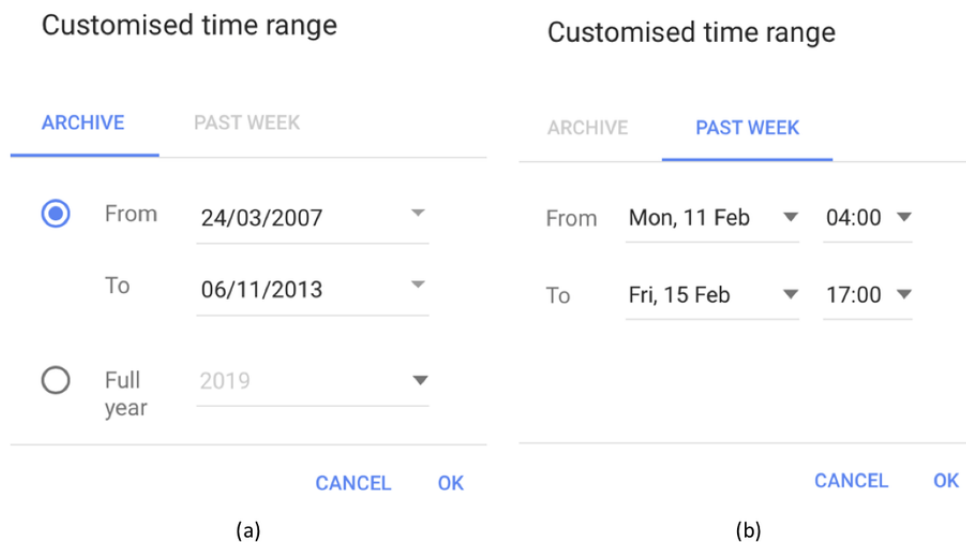 Customised time range
ARCHIVE PAST WEEK
From 24/03/2007
To 06/11/2013
Full year 2019
CANCEL OK
(a)
Customised time range
ARCHIVE PAST WEEK
From Mon, 11 Feb 04:00
To Fri, 15 Feb 17:00
CANCEL OK
(b)